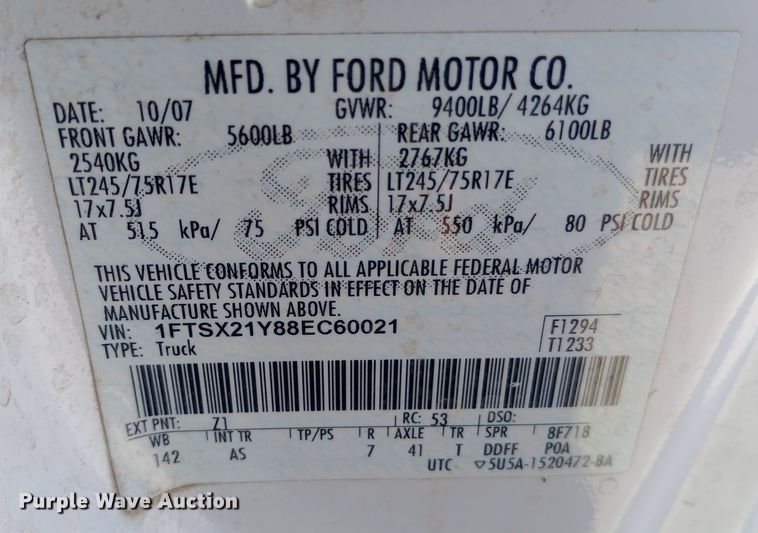 MFD. BY FORD MOTOR CO.
DATE: 10/07 GVWR: 9400LB/ 4264KG
FRONT GAWR: 5600LB REAR GAWR: 6100LB
2540KG WITH 2767KG WITH
LT245/75R17E TIRES LT245/75R17E TIRES
17x7.5J RIMS 17x7.5J RIMS
AT 515 kPa/ 75 PSI COLD AT 550 kPa/ 80 PSI COLD
THIS VEHICLE CONFORMS TO ALL APPLICABLE FEDERAL MOTOR
VEHICLE SAFETY STANDARDS IN EFFECT ON THE DATE OF
MANUFACTURE SHOWN ABOVE.
VIN: 1FTSX21Y88EC60021 F1294
TYPE: Truck T1233
EXT PNT: Z1 RC: 53 DSO:
WB INT TR TP/PS R AXLE TR SPR 8F718
142 AS 7 41 T DDFF P0A
UTC ▽5U5A-1520472-BA
Purple Wave Auction